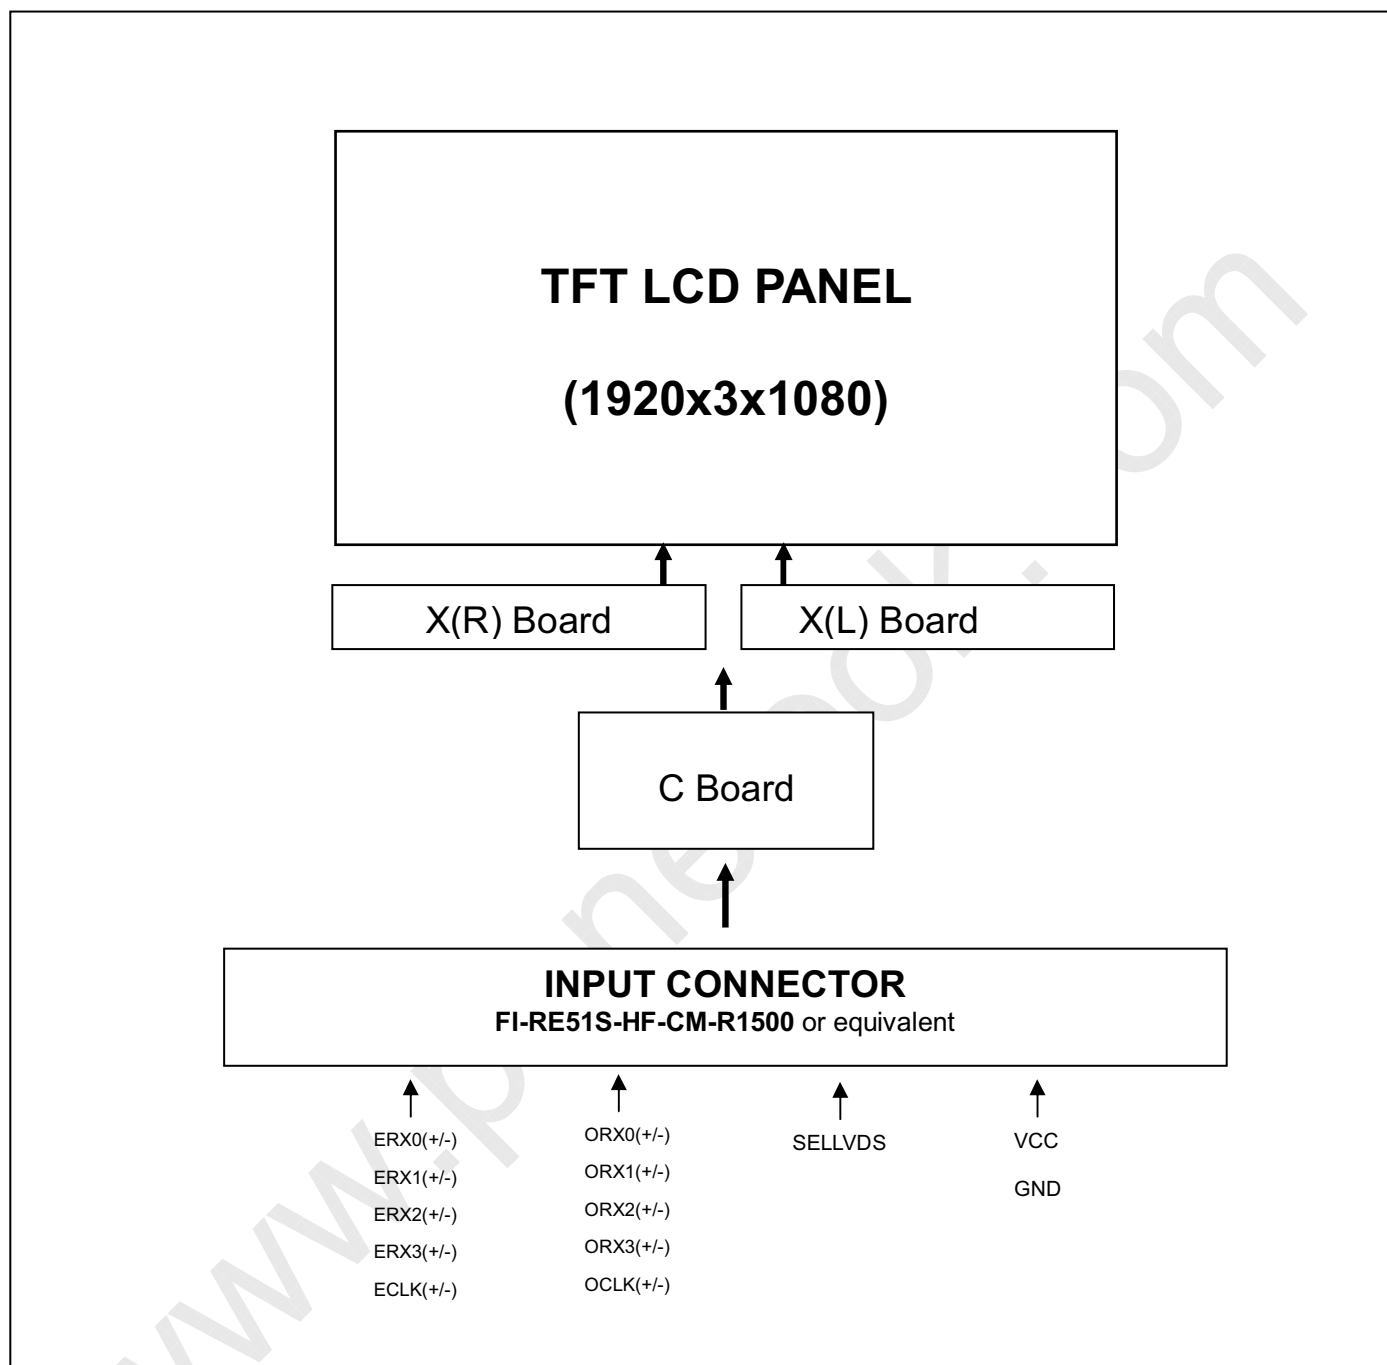 TFT LCD PANEL
(1920x3x1080)
X(R) Board
X(L) Board
C Board
INPUT CONNECTOR
FI-RE51S-HF-CM-R1500 or equivalent
ERX0(+/-)
ERX1(+/-)
ERX2(+/-)
ERX3(+/-)
ECLK(+/-)
ORX0(+/-)
ORX1(+/-)
ORX2(+/-)
ORX3(+/-)
OCLK(+/-)
SELLVDS
VCC
GND